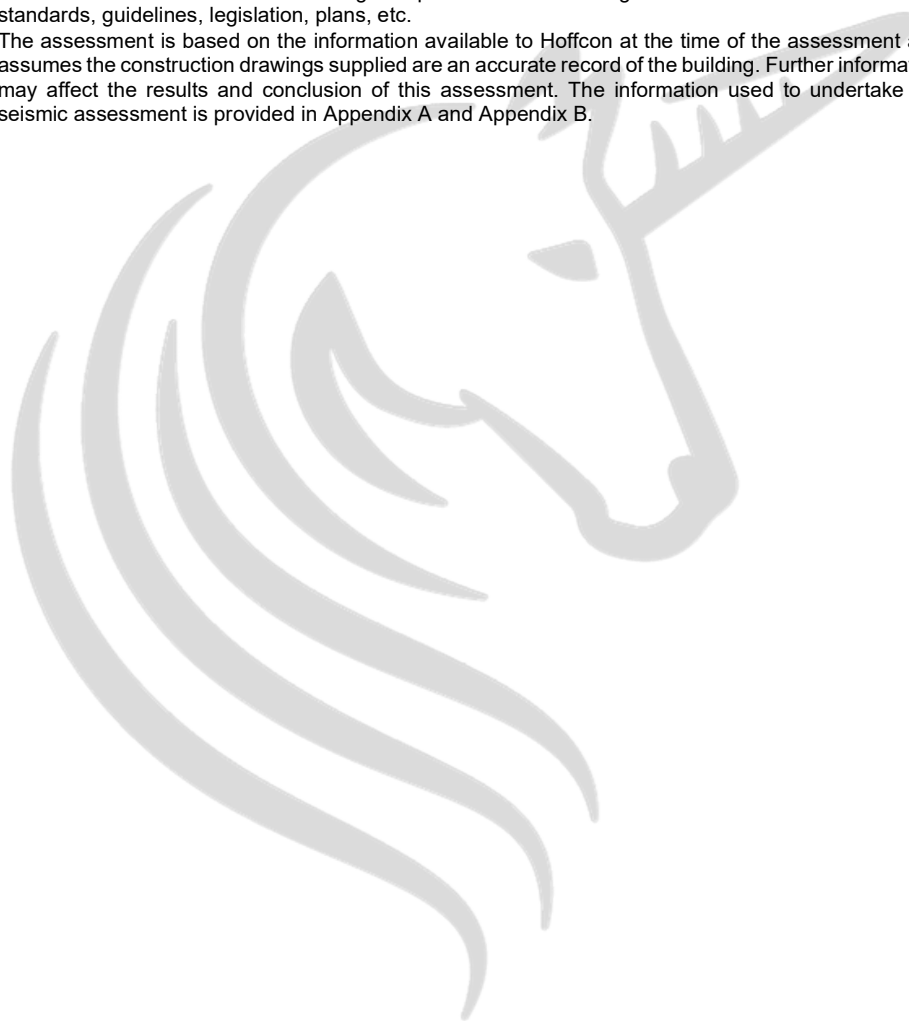 standards, guidelines, legislation, plans, etc.
The assessment is based on the information available to Hoffcon at the time of the assessment
assumes the construction drawings supplied are an accurate record of the building. Further
may affect the results and conclusion of this assessment. The information used to undertake
seismic assessment is provided in Appendix A and Appendix B.